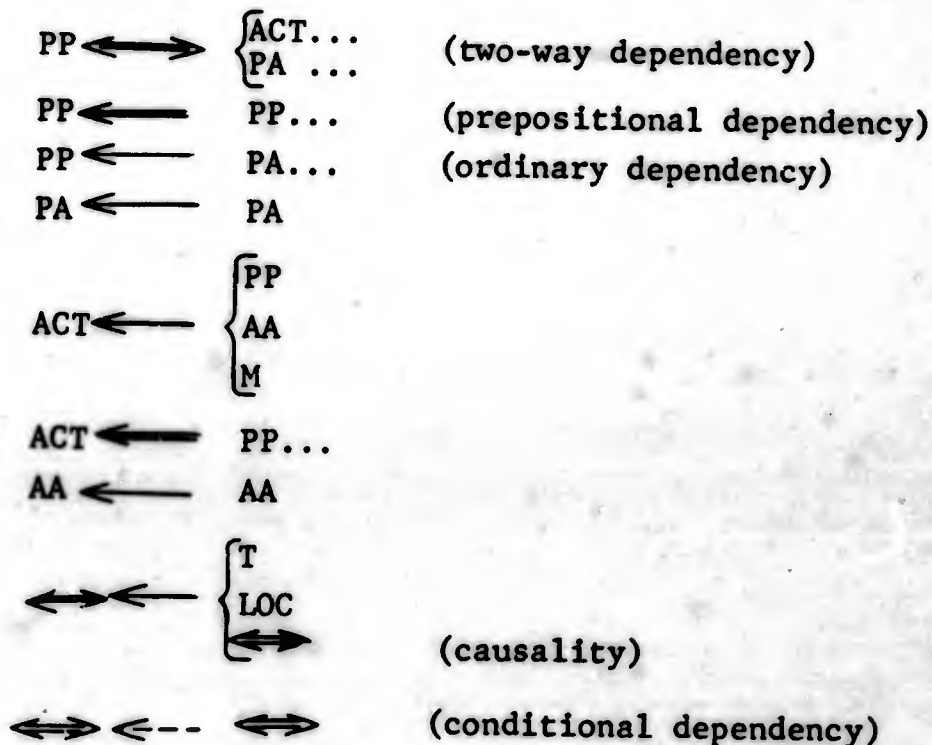 PP ⟺ { ACT... (two-way dependency)
PA ...
PP ⟸ PP... (prepositional dependency)
PP ← PA... (ordinary dependency)
PA ← PA
PP
ACT ← { AA
M
ACT ⟸ PP...
AA ← AA
T
⟺ ← { LOC
⟺ (causality)
⟺ ⇠ ⟺ (conditional dependency)